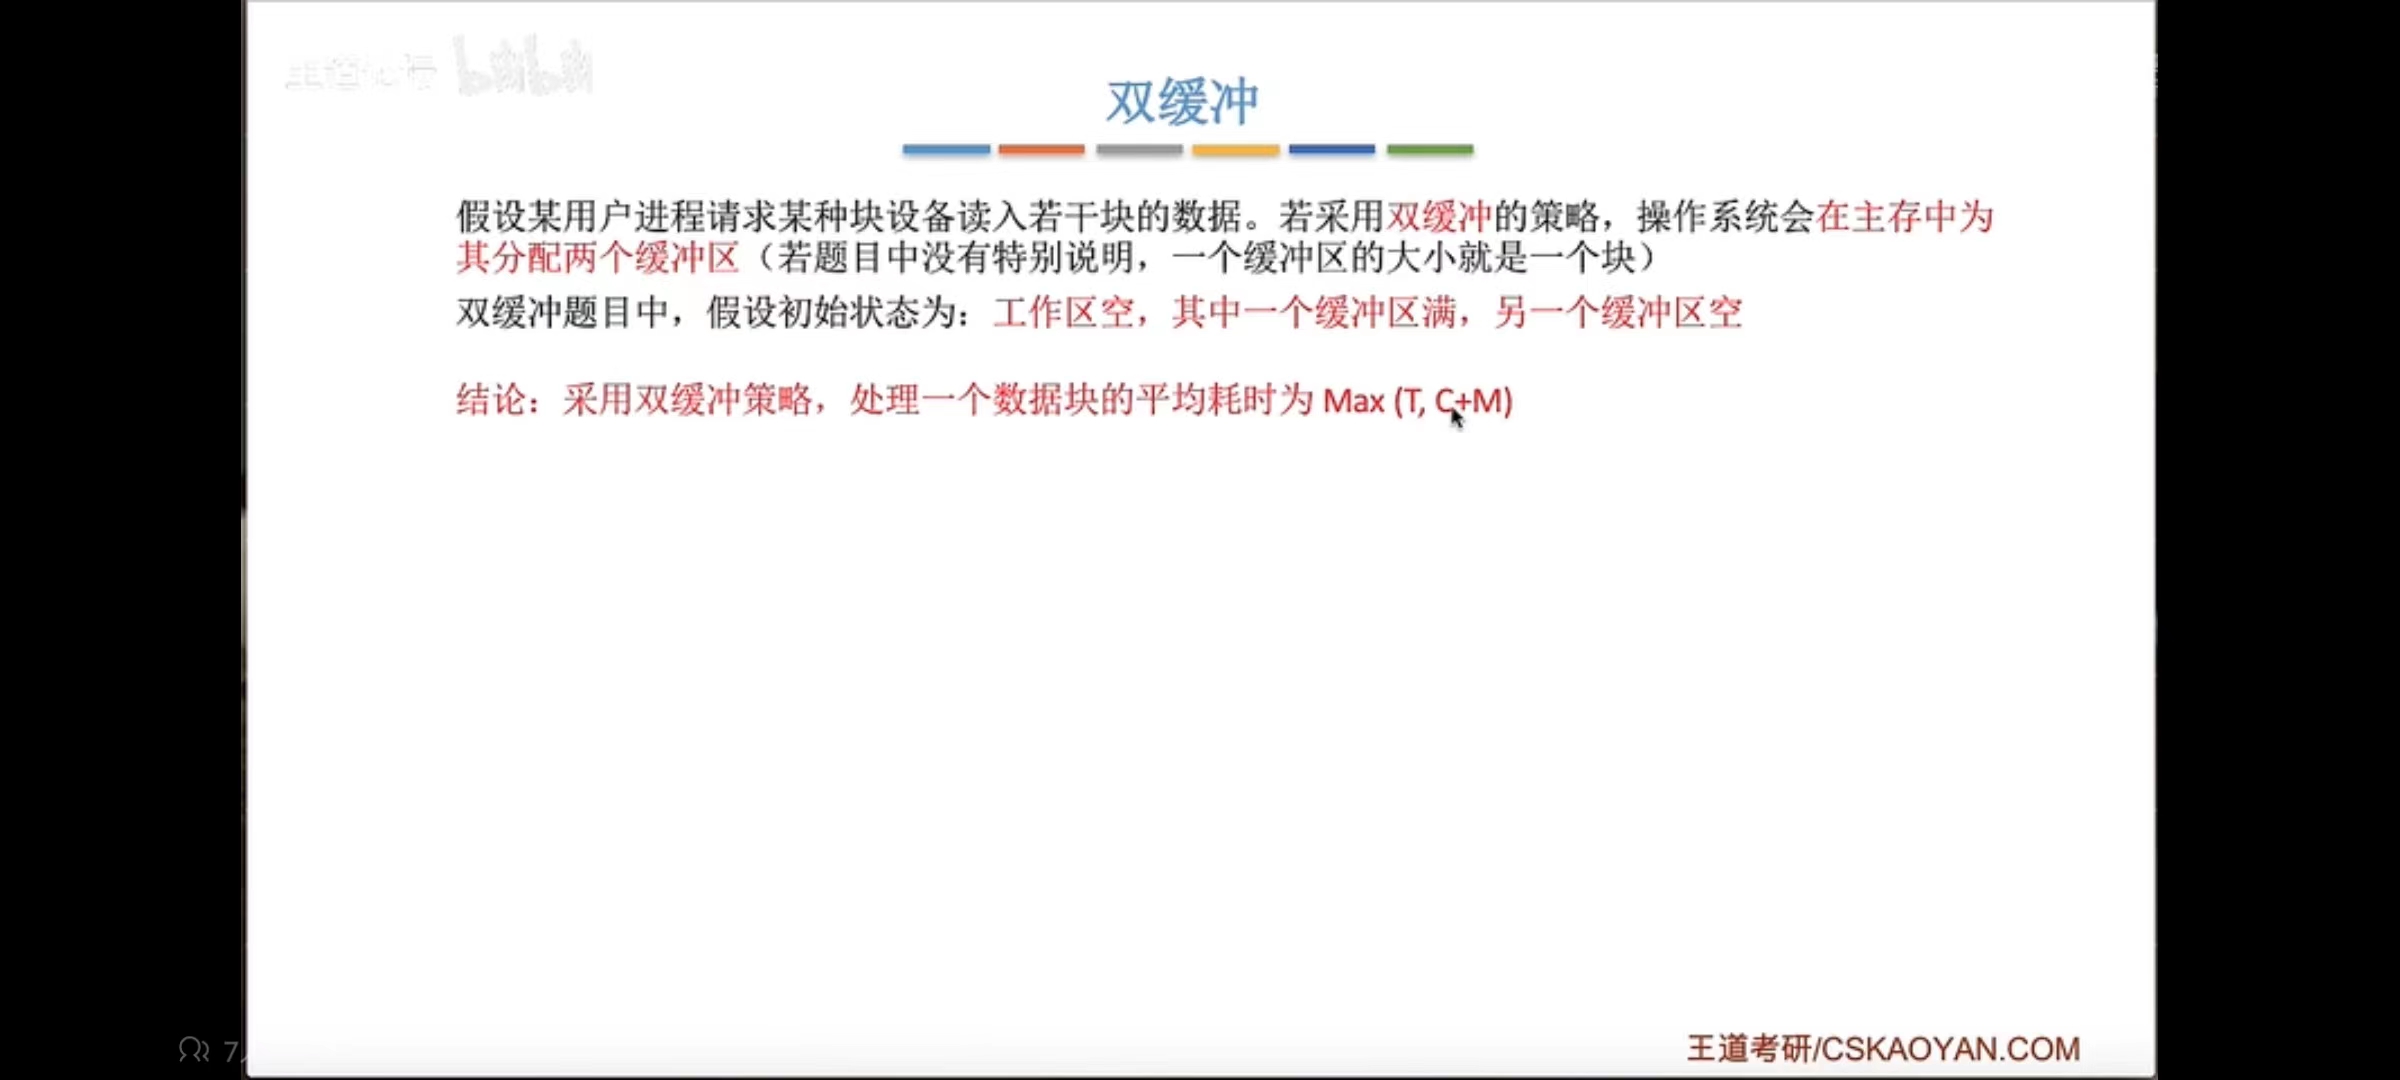 双缓冲
假设某用户进程请求某种块设备读入若干块的数据。若采用双缓冲的策略，操作系统会在主存中为
其分配两个缓冲区（若题目中没有特别说明，一个缓冲区的大小就是一个块）
双缓冲题目中，假设初始状态为：工作区空，其中一个缓冲区满，另一个缓冲区空
结论：采用双缓冲策略，处理一个数据块的平均耗时为 Max (T, C+M)
王道考研/CSKAOYAN.COM